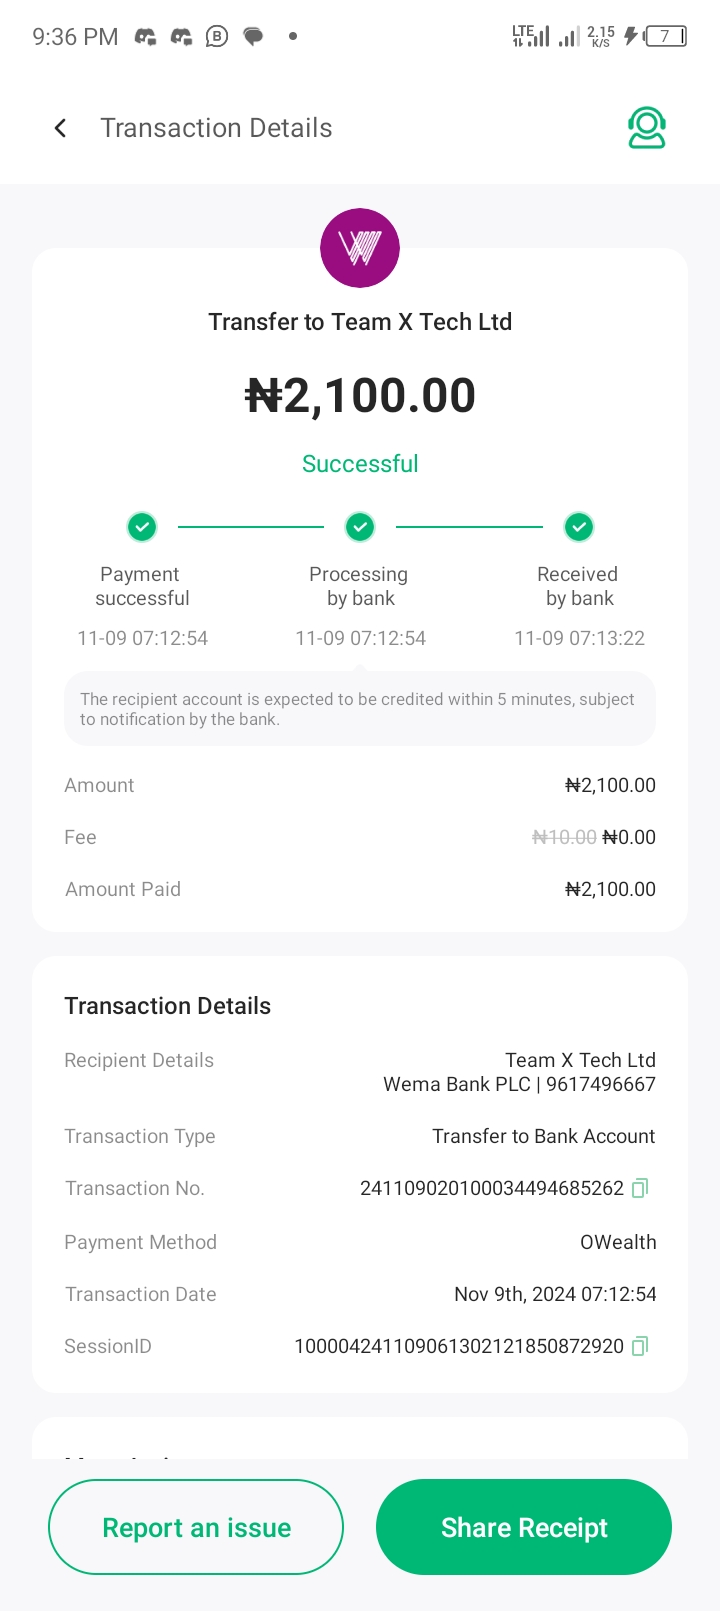 9:36 PM
LTE
2.15
K/S
7
Transaction Details
Transfer to Team X Tech Ltd
₦2,100.00
Successful
Payment successful
Processing by bank
Received by bank
11-09 07:12:54
11-09 07:12:54
11-09 07:13:22
The recipient account is expected to be credited within 5 minutes, subject
to notification by the bank.
Amount ₦2,100.00
Fee ₦10.00 ₦0.00
Amount Paid ₦2,100.00
Transaction Details
Recipient Details Team X Tech Ltd
Wema Bank PLC | 9617496667
Transaction Type Transfer to Bank Account
Transaction No. 241109020100034494685262
Payment Method OWealth
Transaction Date Nov 9th, 2024 07:12:54
SessionID 100004241109061302121850872920
Report an issue
Share Receipt